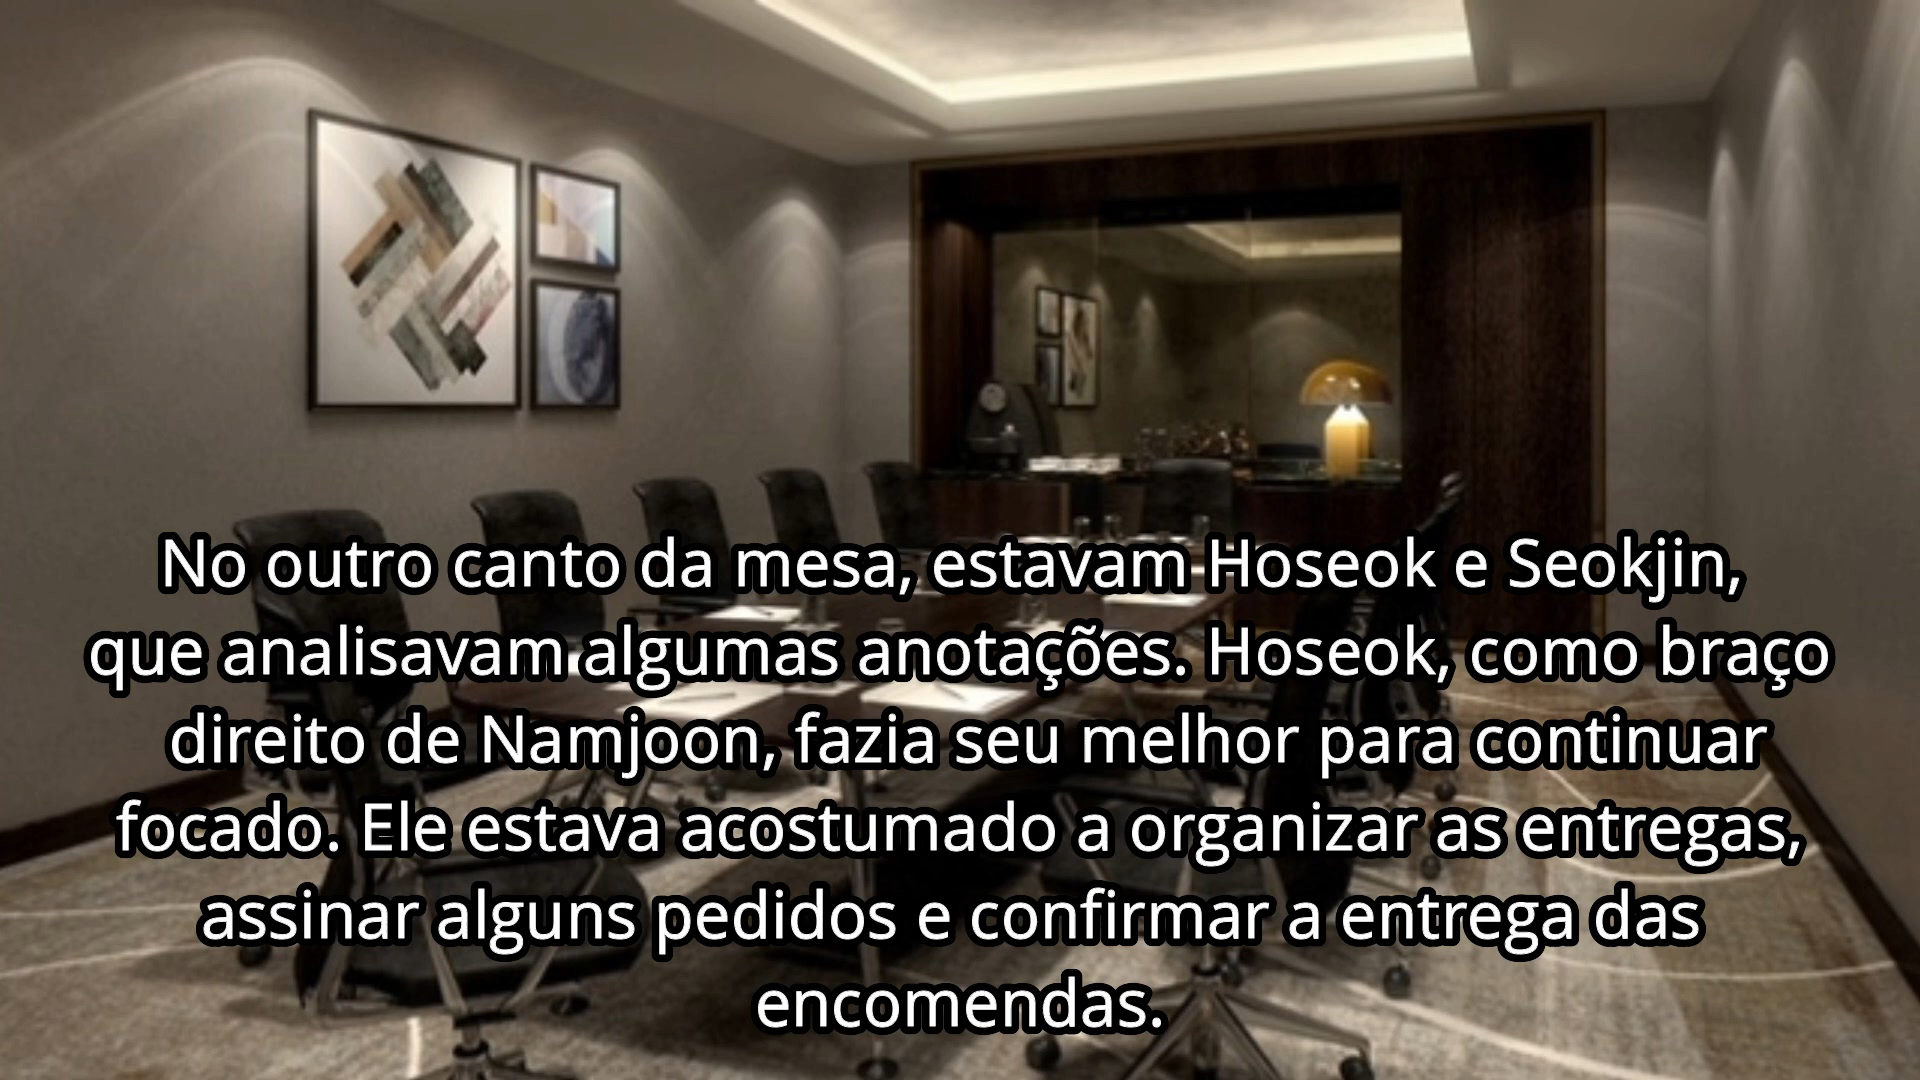 No outro canto da mesa, estavam Hoseok e Seokjin,
que analisavam algumas anotações. Hoseok, como braço
direito de Namjoon, fazia seu melhor para continuar
focado. Ele estava acostumado a organizar as entregas,
assinar alguns pedidos e confirmar a entrega das
encomendas.